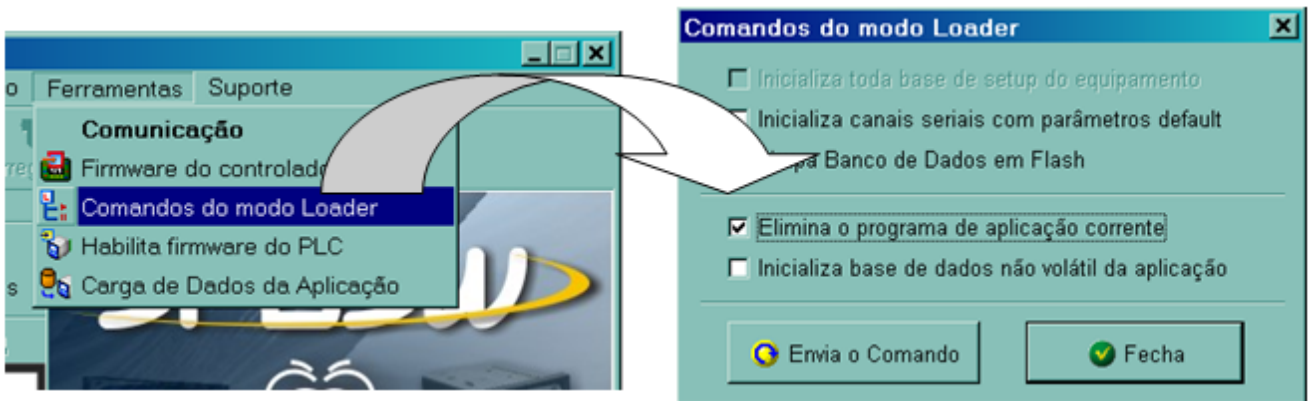 Ferramentas Suporte
Comunicação
Firmware do
Comandos do modo Loader
Habilita firmware do PLC
Carga de Dados da Aplicação
Comandos do modo Loader
Inicializa toda base de setup do equipamento
Inicializa canais seriais com parâmetros default
Banco de Dados em Flash
Elimina o programa de aplicação corrente
Inicializa base de dados não volátil da aplicação
Envia o Comando
Fecha